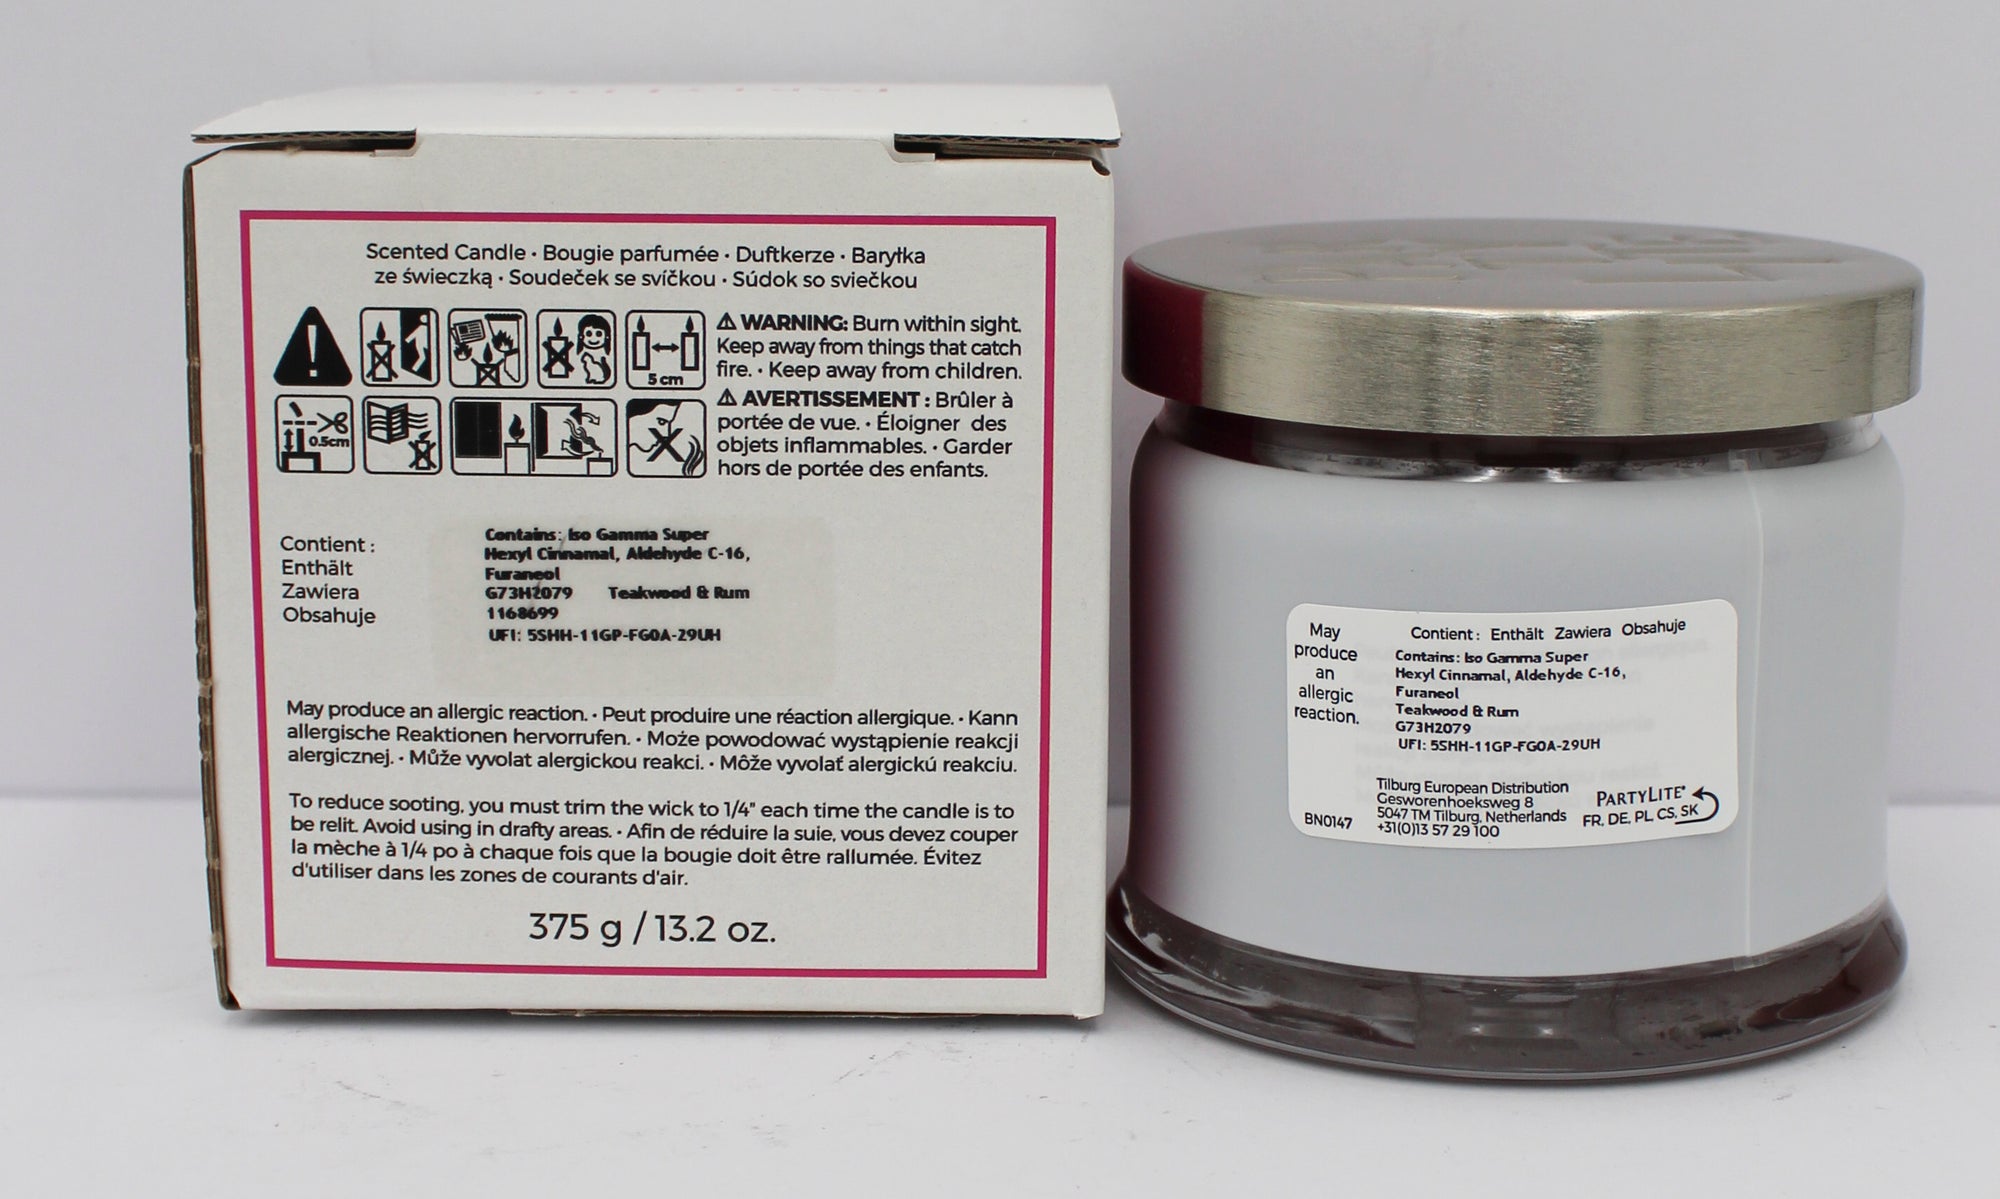 Scented Candle · Bougie parfumée · Duftkerze · Baryłka
ze świeczką · Soudeček se svíčkou · Súdok so sviečkou
⚠ WARNING: Burn within sight.
Keep away from things that catch
fire. · Keep away from children.
⚠ AVERTISSEMENT : Brûler à
portée de vue. · Éloigner des
objets inflammables. · Garder
hors de portée des enfants.
5 cm
0.5cm
Contient :
Enthält
Zawiera
Obsahuje
Contains: Iso Gamma Super
Hexyl Cinnamal, Aldehyde C-16,
Furaneol
G73H2079 Teakwood & Rum
1168699
UFI: 5SHH-11GP-FG0A-29UH
May produce an allergic reaction. · Peut produire une réaction allergique. · Kann
allergische Reaktionen hervorrufen. · Może powodować wystąpienie reakcji
alergicznej. · Může vyvolat alergickou reakci. · Môže vyvolať alergickú reakciu.
To reduce sooting, you must trim the wick to 1/4" each time the candle is to
be relit. Avoid using in drafty areas. · Afin de réduire la suie, vous devez couper
la mèche à 1/4 po à chaque fois que la bougie doit être rallumée. Évitez
d'utiliser dans les zones de courants d'air.
375 g / 13.2 oz.
May
produce
an
allergic
reaction.
Contient : Enthält Zawiera Obsahuje
Contains: Iso Gamma Super
Hexyl Cinnamal, Aldehyde C-16,
Furaneol
Teakwood & Rum
G73H2079
UFI: 5SHH-11GP-FG0A-29UH
BN0147
Tilburg European Distribution
Gesworenhoekseweg 8
5047 TM Tilburg, Netherlands
+31(0)13 57 29 100
PARTYLITE®
FR, DE, PL, CS, SK